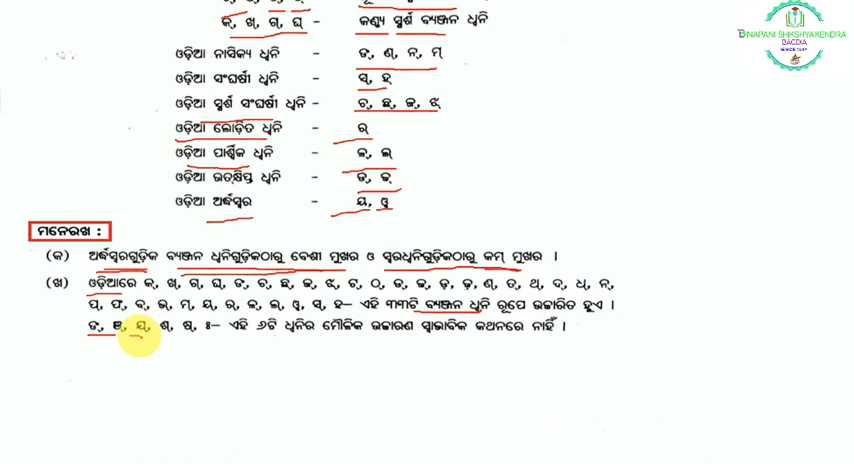 କ୍, ଖ୍, ଗ୍, ଘ୍ – କଣ୍ଠ୍ୟ ସ୍ପର୍ଶ ବ୍ୟଞ୍ଜନ ଧ୍ୱନି
BINAPANI SHIKSHYAKENDRA
BAGDIA
ଓଡ଼ିଆ ନାସିକ୍ୟ ଧ୍ୱନି – ଙ୍, ଣ୍, ନ୍, ମ୍
ଓଡ଼ିଆ ସଂଘର୍ଷୀ ଧ୍ୱନି – ସ୍, ହ୍
ଓଡ଼ିଆ ସ୍ପର୍ଶ ସଂଘର୍ଷୀ ଧ୍ୱନି – ଚ୍, ଛ୍, ଜ୍, ଝ୍
ଓଡ଼ିଆ ଲୋଡ଼ିତ ଧ୍ୱନି – ର୍
ଓଡ଼ିଆ ପାର୍ଶ୍ୱିକ ଧ୍ୱନି – ଳ୍, ଲ୍
ଓଡ଼ିଆ ଉତ୍‌କ୍ଷିପ୍ତ ଧ୍ୱନି – ଡ଼୍, ଢ଼୍
ଓଡ଼ିଆ ଅର୍ଦ୍ଧସ୍ୱର – ୟ, ୱ
ମନେରଖ :
(କ) ଅର୍ଦ୍ଧସ୍ୱରଗୁଡ଼ିକ ବ୍ୟଞ୍ଜନ ଧ୍ୱନିଗୁଡ଼ିକଠାରୁ ବେଶୀ ମୁଖର ଓ ସ୍ୱରଧ୍ୱନିଗୁଡ଼ିକଠାରୁ କମ୍ ମୁଖର ।
(ଖ) ଓଡ଼ିଆରେ କ୍, ଖ୍, ଗ୍, ଘ୍, ଙ୍, ଚ୍, ଛ୍, ଜ୍, ଝ୍, ଟ୍, ଠ୍, ଡ୍, ଢ୍, ଡ଼୍, ଢ଼୍, ଣ୍, ତ୍, ଥ୍, ଦ୍, ଧ୍, ନ୍,
ପ୍, ଫ୍, ବ୍, ଭ୍, ମ୍, ୟ୍, ର୍, ଳ୍, ଲ୍, ୱ୍, ସ୍, ହ– ଏହି ୩୩ଟି ବ୍ୟଞ୍ଜନ ଧ୍ୱନି ରୂପେ ଉଚ୍ଚାରିତ ହୁଏ ।
ଙ୍, ଞ୍, ଯ୍, ଶ୍, ଷ୍, ଃ– ଏହି ୬ଟି ଧ୍ୱନିର ମୌଳିକ ଉଚ୍ଚାରଣ ସ୍ୱାଭାବିକ କଥନରେ ନାହିଁ ।